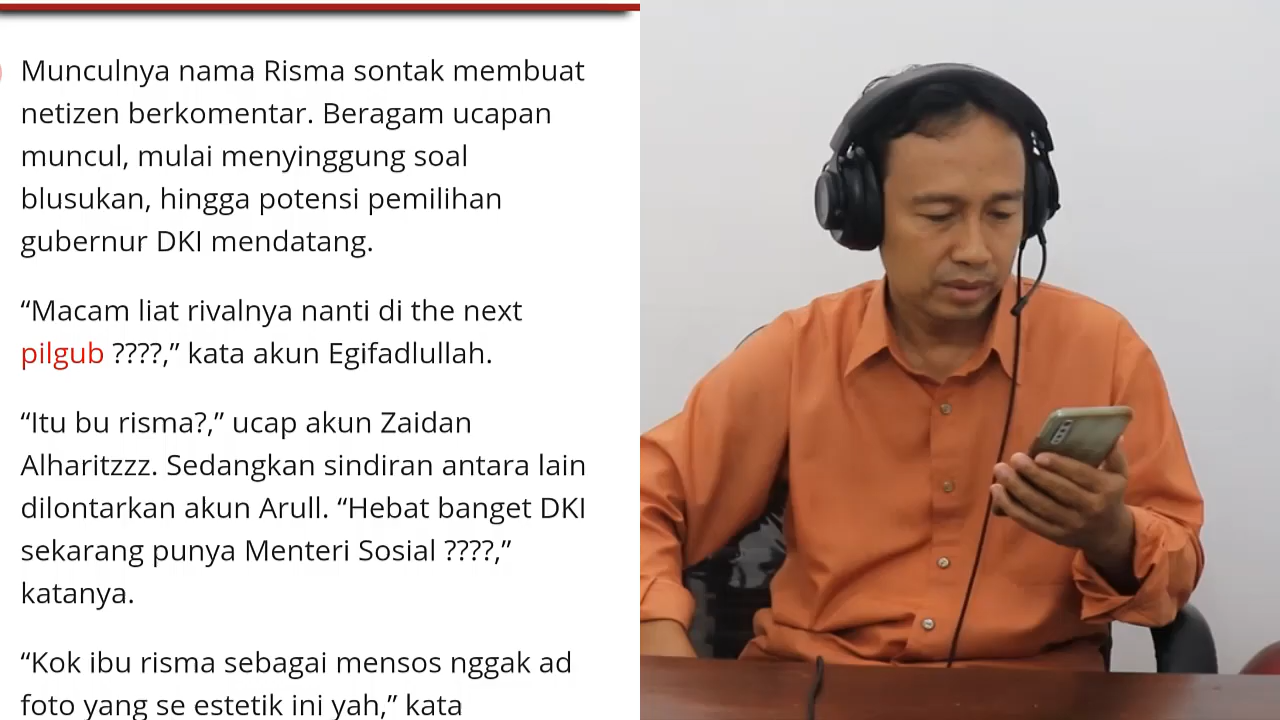 Munculnya nama Risma sontak membuat
netizen berkomentar. Beragam ucapan
muncul, mulai menyinggung soal
blusukan, hingga potensi pemilihan
gubernur DKI mendatang.
“Macam liat rivalnya nanti di the next
pilgub ????,” kata akun Egifadlullah.
“Itu bu risma?,” ucap akun Zaidan
Alharitzzz. Sedangkan sindiran antara lain
dilontarkan akun Arull. “Hebat banget DKI
sekarang punya Menteri Sosial ????,”
katanya.
“Kok ibu risma sebagai mensos nggak ad
foto yang se estetik ini yah,” kata